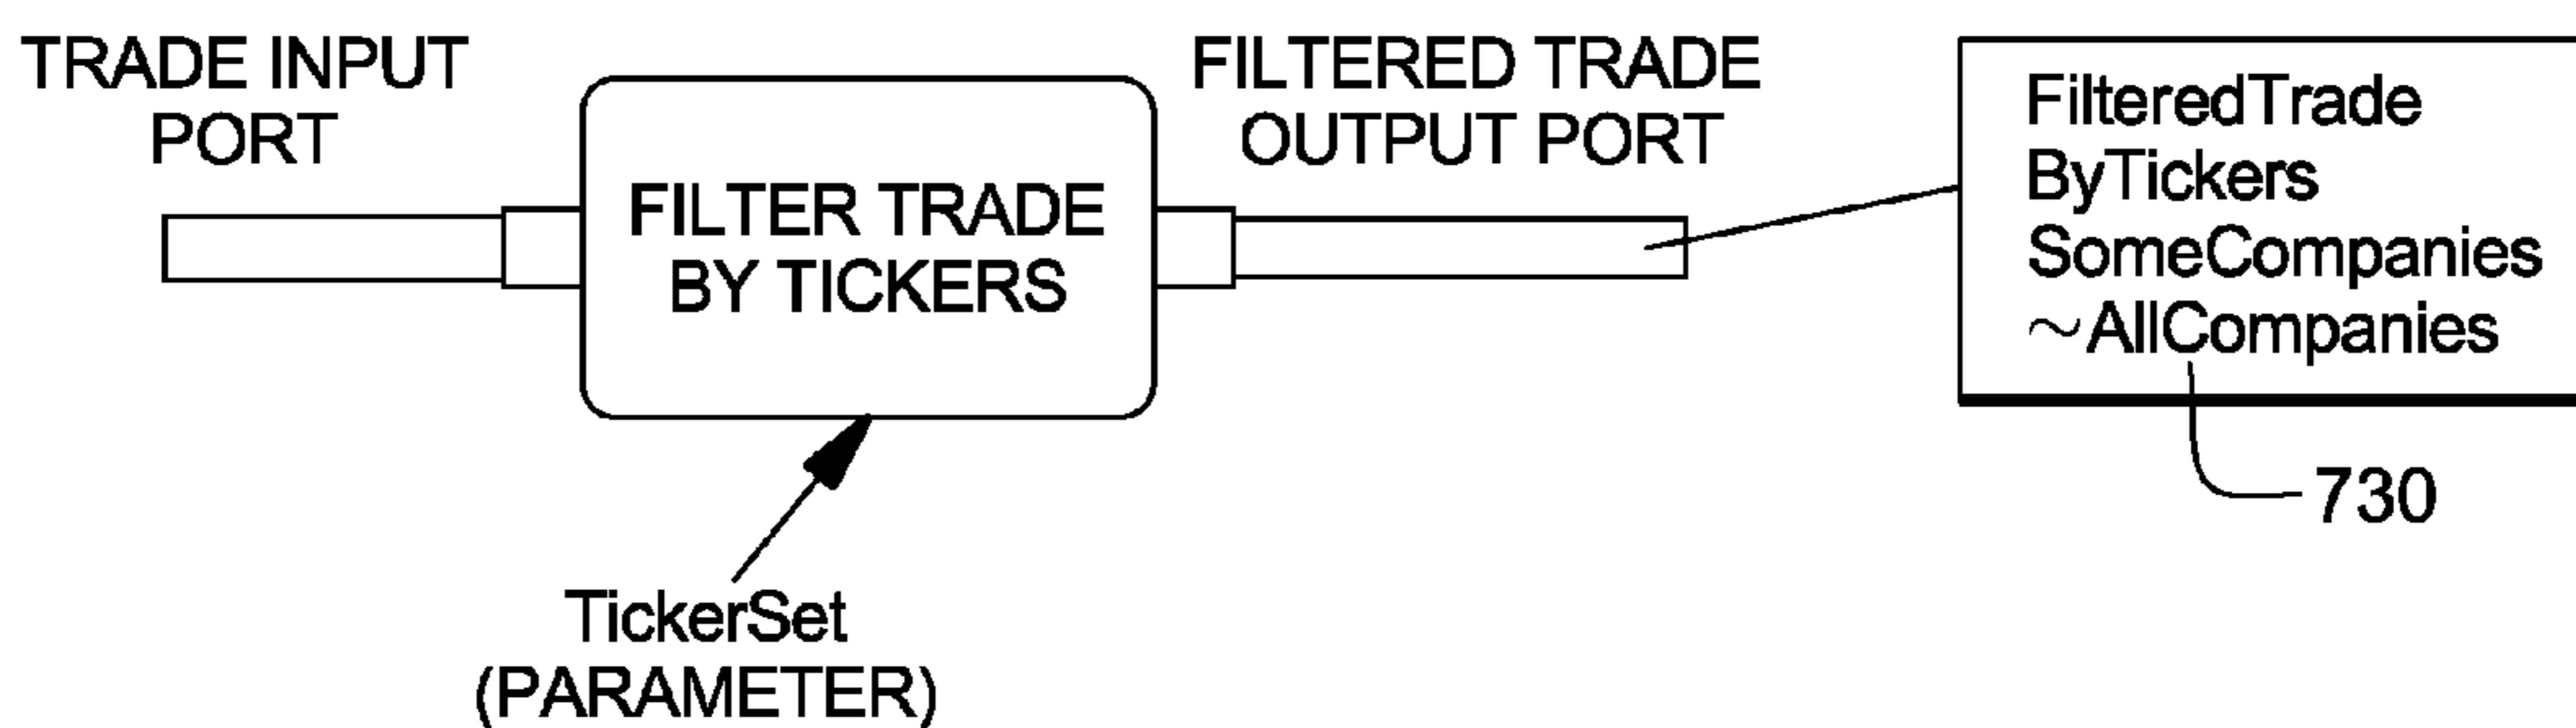 TRADE INPUT
PORT
FILTER TRADE
BY TICKERS
FILTERED TRADE
OUTPUT PORT
FilteredTrade
ByTickers
SomeCompanies
~AllCompanies
730
TickerSet
(PARAMETER)